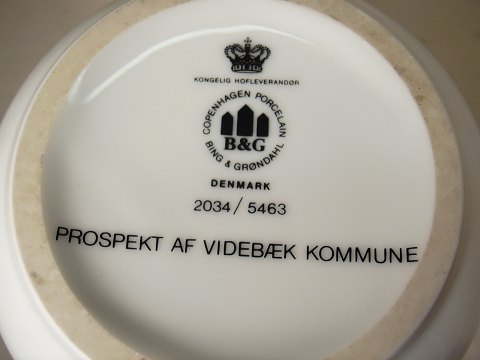 KONGELIG HOFLEVERANDØR
COPENHAGEN PORCELAIN
B&G
BING & GRØNDAHL
DENMARK
2034/5463
PROSPEKT AF VIDEBÆK KOMMUNE